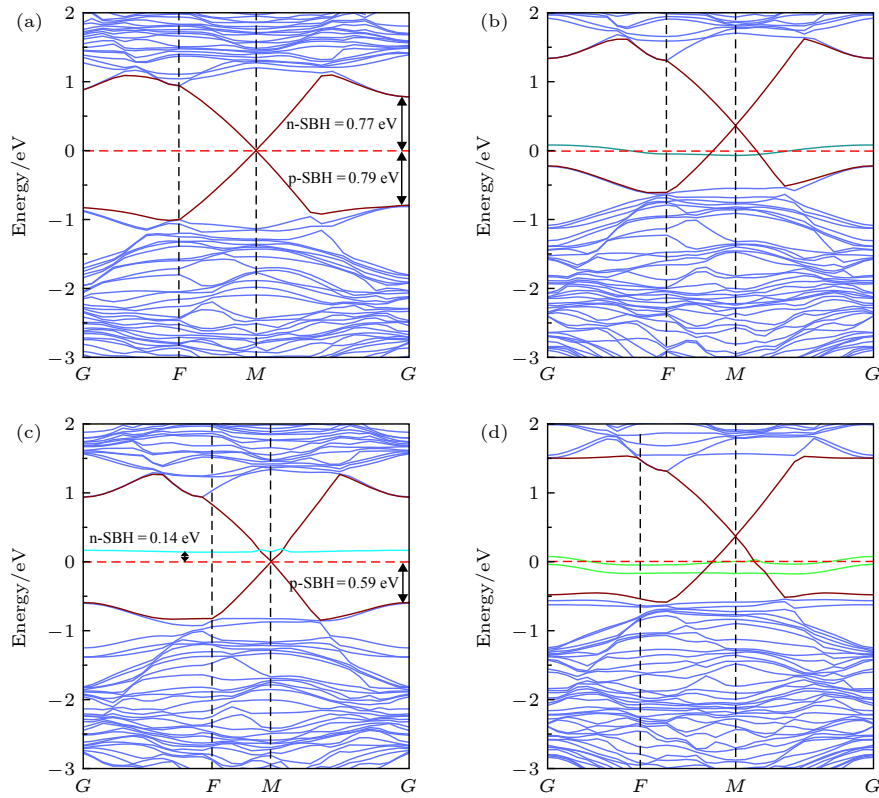 (a)
2
1
0
−1
−2
−3
Energy/eV
n-SBH = 0.77 eV
p-SBH = 0.79 eV
G F M G
(b)
2
1
0
−1
−2
−3
Energy/eV
G F M G
(c)
2
1
0
−1
−2
−3
Energy/eV
n-SBH = 0.14 eV
p-SBH = 0.59 eV
G F M G
(d)
2
1
0
−1
−2
−3
Energy/eV
G F M G